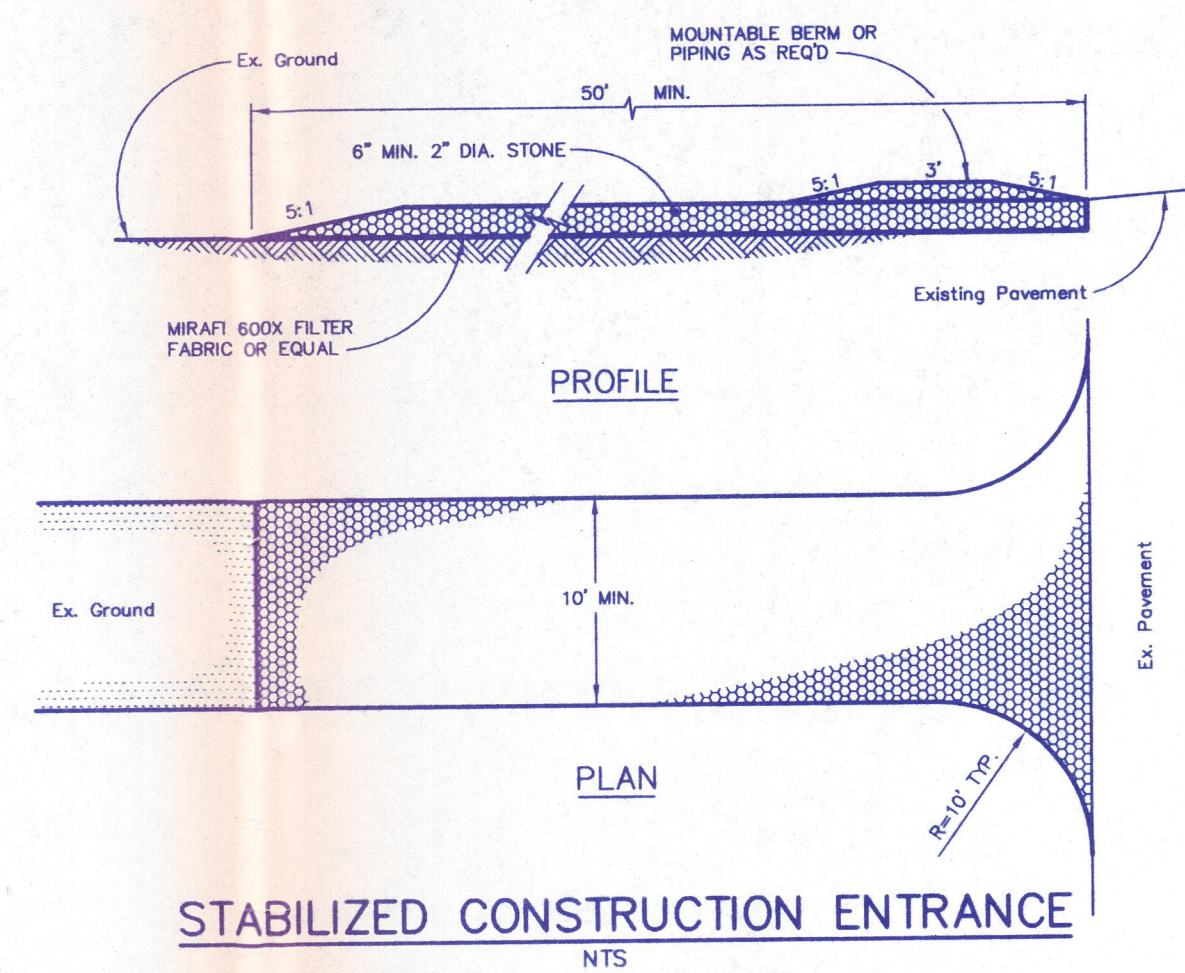 MOUNTABLE BERM OR
PIPING AS REQ'D
Ex. Ground
50' MIN.
6" MIN. 2" DIA. STONE
5:1
5:1
3'
5:1
Existing Pavement
MIRAFI 600X FILTER
FABRIC OR EQUAL
PROFILE
Ex. Ground
10' MIN.
Ex. Pavement
R=10' TYP.
PLAN
STABILIZED CONSTRUCTION ENTRANCE
NTS